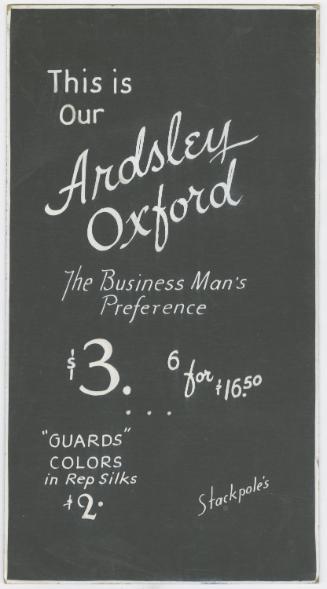 This is
Our
Ardsley
Oxford
The Business Man's
Preference
$3. 6 for $16.50
. . .
"GUARDS"
COLORS
in Rep Silks
$2.
Stackpole's